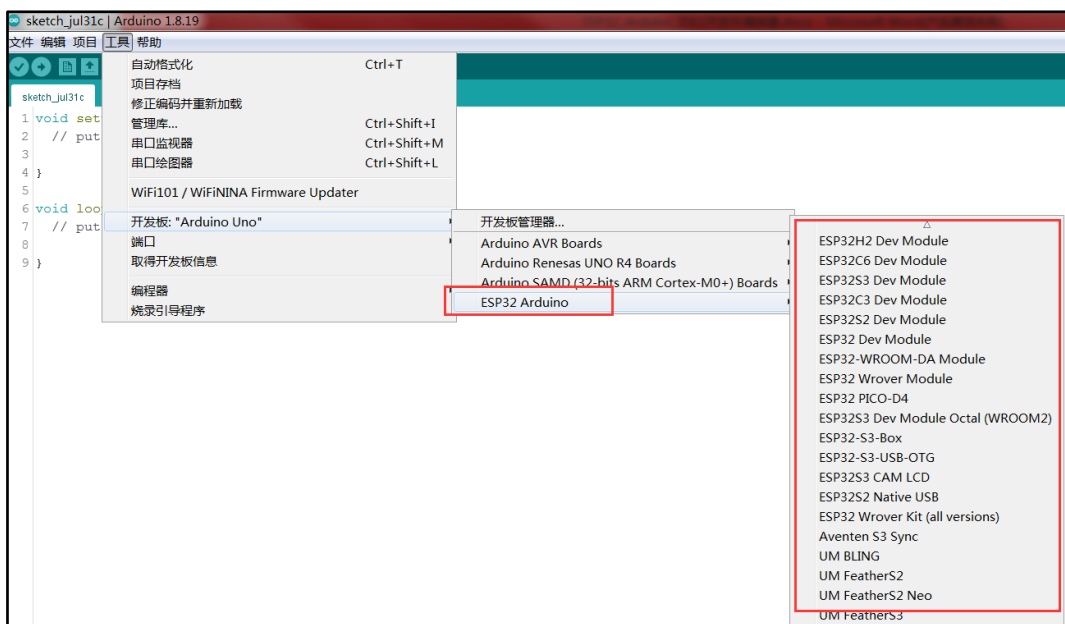 sketch_jul31c | Arduino 1.8.19
文件 编辑 项目 工具 帮助
sketch_jul31c
自动格式化 Ctrl+T
项目存档
修正编码并重新加载
管理库... Ctrl+Shift+I
串口监视器 Ctrl+Shift+M
串口绘图器 Ctrl+Shift+L
WiFi101 / WiFiNINA Firmware Updater
开发板: "Arduino Uno"
端口
取得开发板信息
编程器
烧录引导程序
1 void set
2 // put
3
4 }
5
6 void loo
7 // put
8
9 }
开发板管理器...
Arduino AVR Boards
Arduino Renesas UNO R4 Boards
Arduino SAMD (32-bits ARM Cortex-M0+) Boards
ESP32 Arduino
ESP32H2 Dev Module
ESP32C6 Dev Module
ESP32S3 Dev Module
ESP32C3 Dev Module
ESP32S2 Dev Module
ESP32 Dev Module
ESP32-WROOM-DA Module
ESP32 Wrover Module
ESP32 PICO-D4
ESP32S3 Dev Module Octal (WROOM2)
ESP32-S3-Box
ESP32-S3-USB-OTG
ESP32S3 CAM LCD
ESP32S2 Native USB
ESP32 Wrover Kit (all versions)
Aventen S3 Sync
UM BLING
UM FeatherS2
UM FeatherS2 Neo
UM FeatherS3